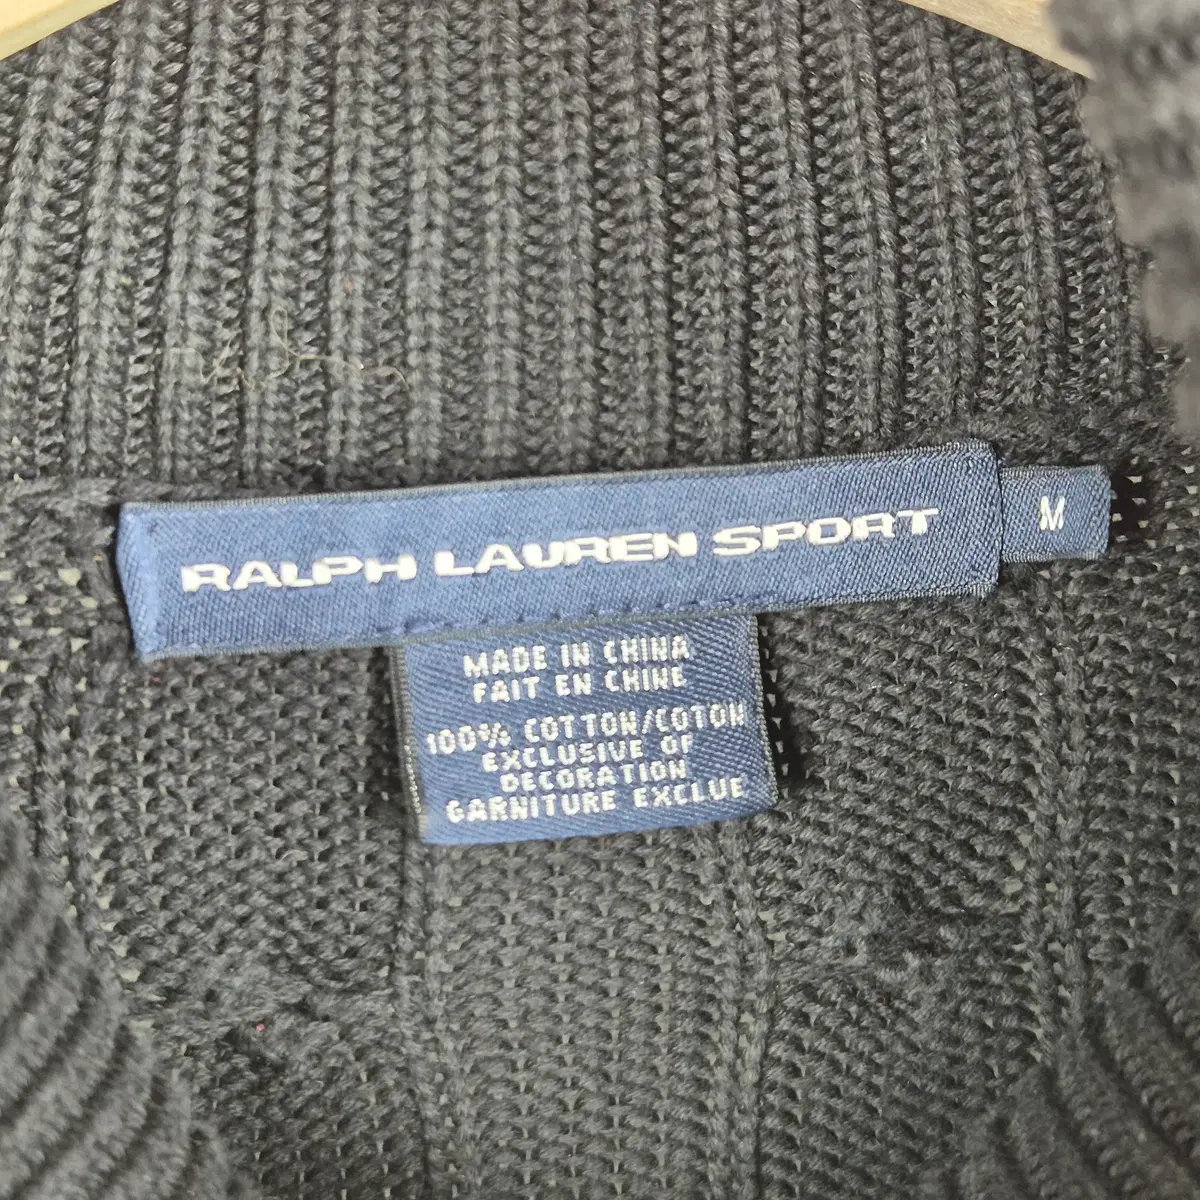 RALPH LAUREN SPORT
M
MADE IN CHINA
FAIT EN CHINE
100% COTTON/COTON
EXCLUSIVE OF
DECORATION
GARNITURE EXCLUE